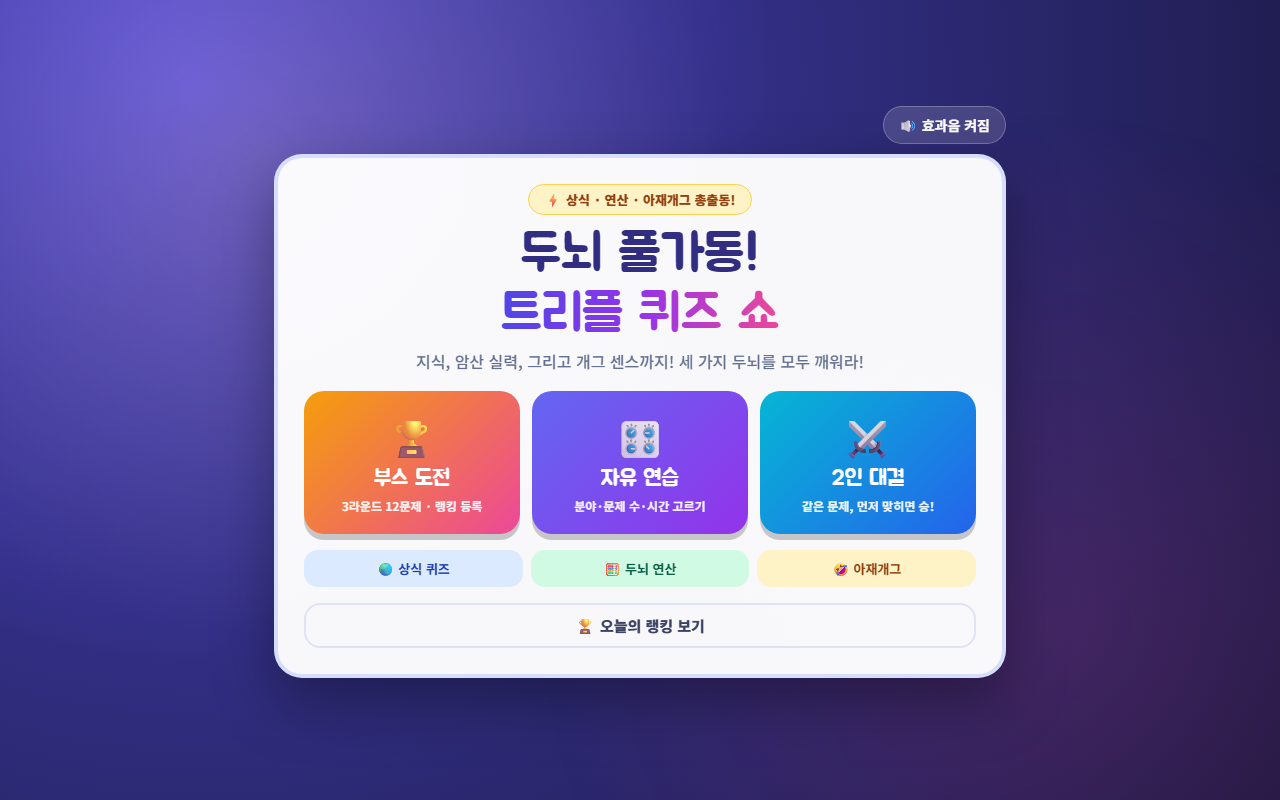 효과음 켜짐
상식 · 연산 · 아재개그 총출동!
두뇌 풀가동!
트리플 퀴즈 쇼
지식, 암산 실력, 그리고 개그 센스까지! 세 가지 두뇌를 모두 깨워라!
부스 도전
3라운드 12문제 · 랭킹 등록
자유 연습
분야·문제 수·시간 고르기
2인 대결
같은 문제, 먼저 맞히면 승!
상식 퀴즈
두뇌 연산
아재개그
오늘의 랭킹 보기